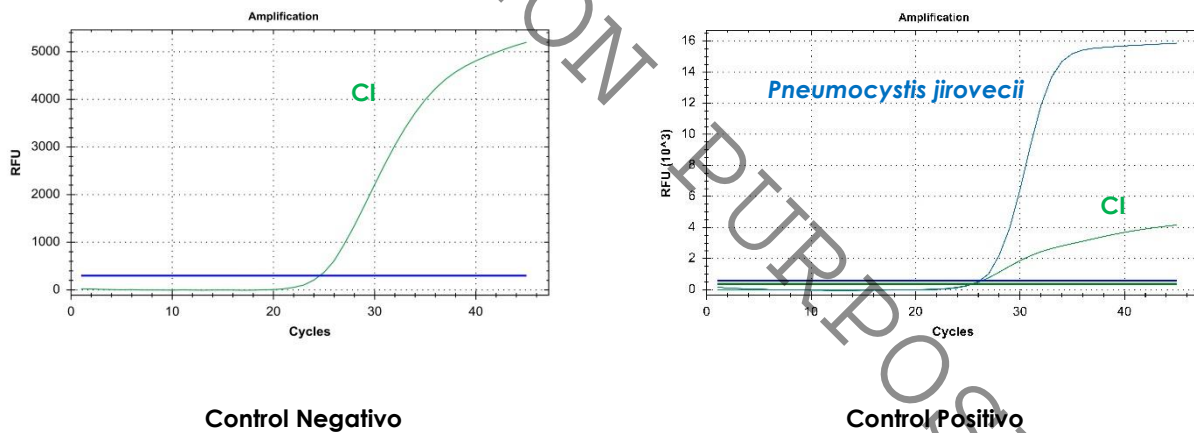 Amplification
5000
4000
3000
2000
1000
0
RFU
CI
0 10 20 30 40
Cycles
Control Negativo
Amplification
16
14
12
10
8
6
4
2
0
RFU (10^3)
Pneumocystis jirovecii
CI
0 10 20 30 40
Cycles
Control Positivo
ON
PURPOS